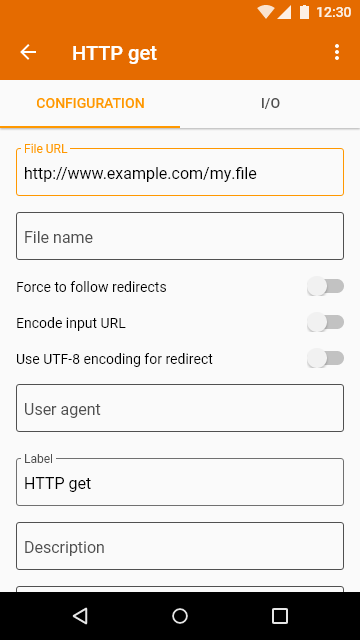 12:30
HTTP get
CONFIGURATION
I/O
File URL
http://www.example.com/my.file
File name
Force to follow redirects
Encode input URL
Use UTF-8 encoding for redirect
User agent
Label
HTTP get
Description